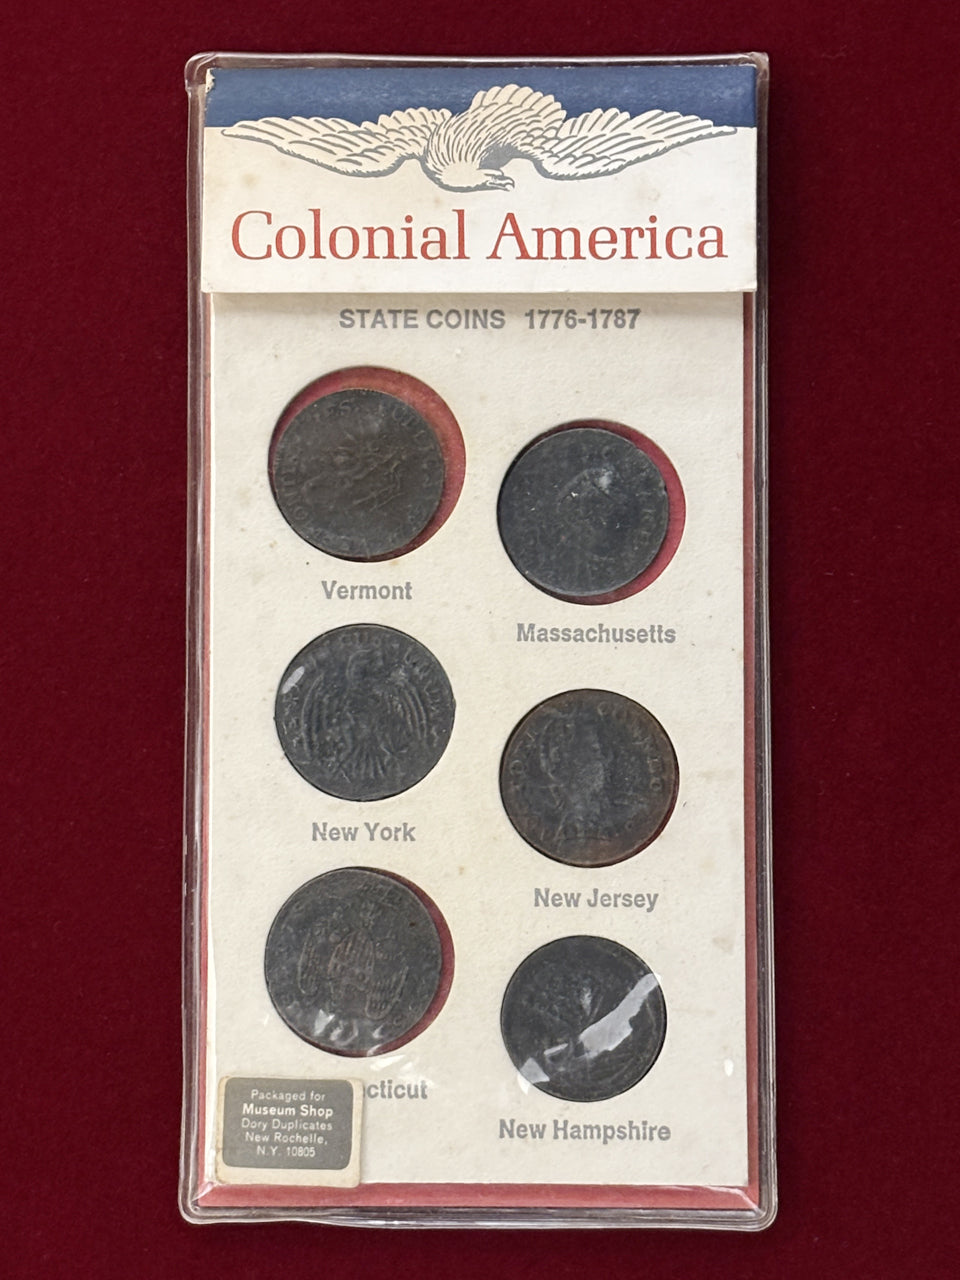 Colonial America
STATE COINS 1776-1787
Vermont
Massachusetts
New York
New Jersey
cticut
New Hampshire
Packaged for
Museum Shop
Dory Duplicates
New Rochelle,
N.Y. 10805